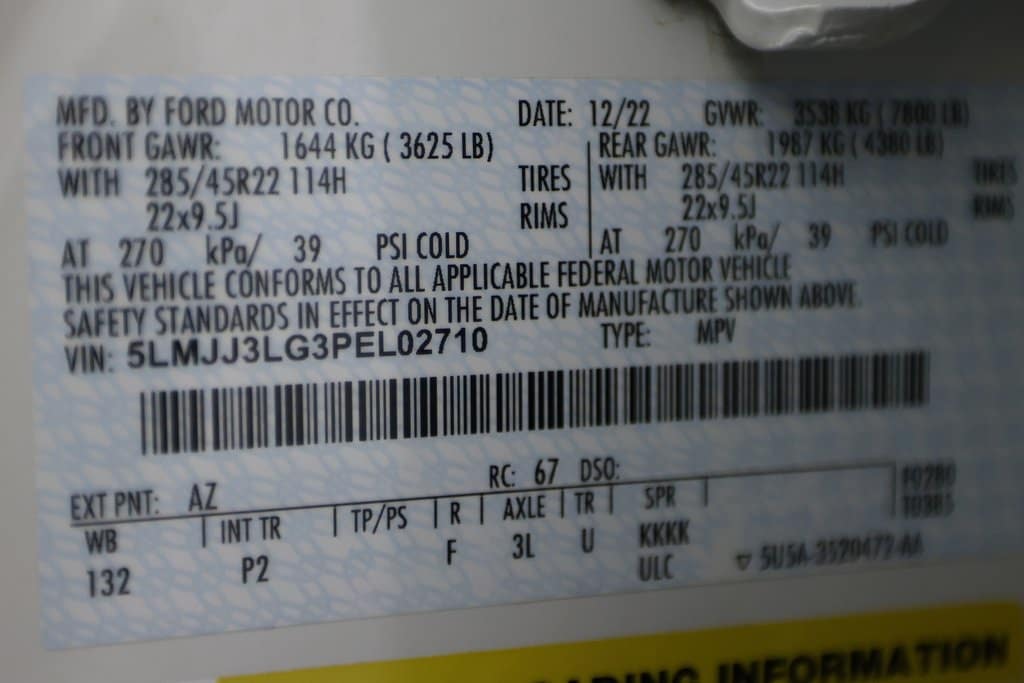 MFD. BY FORD MOTOR CO. DATE: 12/22 GVWR: 3538 KG ( 7800 LB)
FRONT GAWR: 1644 KG ( 3625 LB) REAR GAWR: 1987 KG ( 4380 LB)
WITH 285/45R22 114H TIRES WITH 285/45R22 114H TIRES
22x9.5J RIMS 22x9.5J RIMS
AT 270 kPa/ 39 PSI COLD AT 270 kPa/ 39 PSI COLD
THIS VEHICLE CONFORMS TO ALL APPLICABLE FEDERAL MOTOR VEHICLE
SAFETY STANDARDS IN EFFECT ON THE DATE OF MANUFACTURE SHOWN ABOVE.
VIN: 5LMJJ3LG3PEL02710 TYPE: MPV
EXT PNT: AZ RC: 67 DSO:
WB INT TR TP/PS R AXLE TR SPR
132 P2 F 3L U KKKK
ULC
INFORMATION